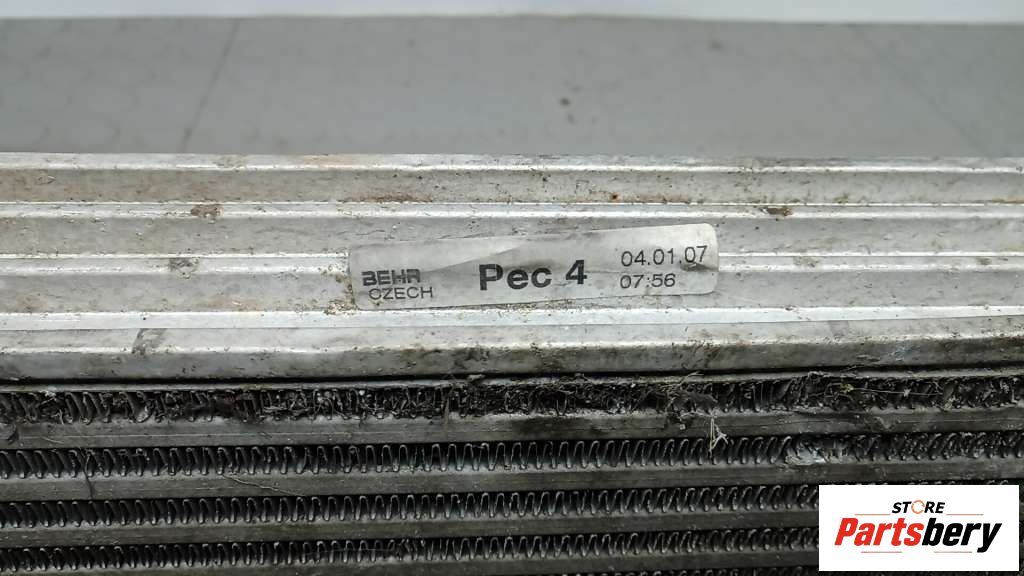 BEHR
CZECH
Pec 4
04.01.07
07:56
STORE
Partsbery